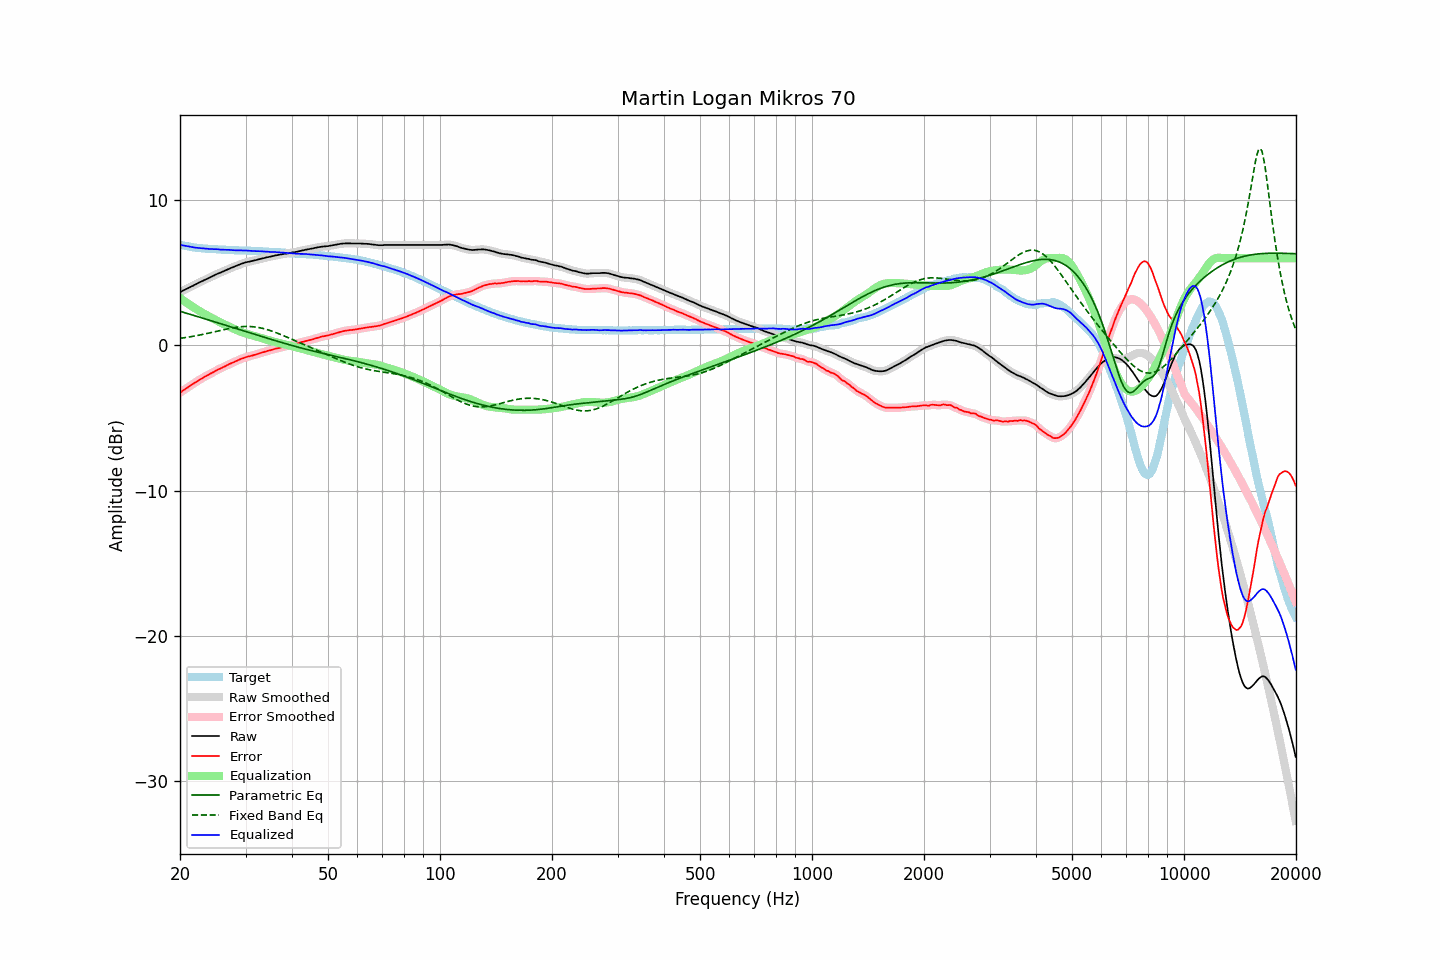 Martin Logan Mikros 70
Amplitude (dBr)
10
0
−10
−20
−30
Target
Raw Smoothed
Error Smoothed
Raw
Error
Equalization
Parametric Eq
Fixed Band Eq
Equalized
20 50 100 200 500 1000 2000 5000 10000 20000
Frequency (Hz)